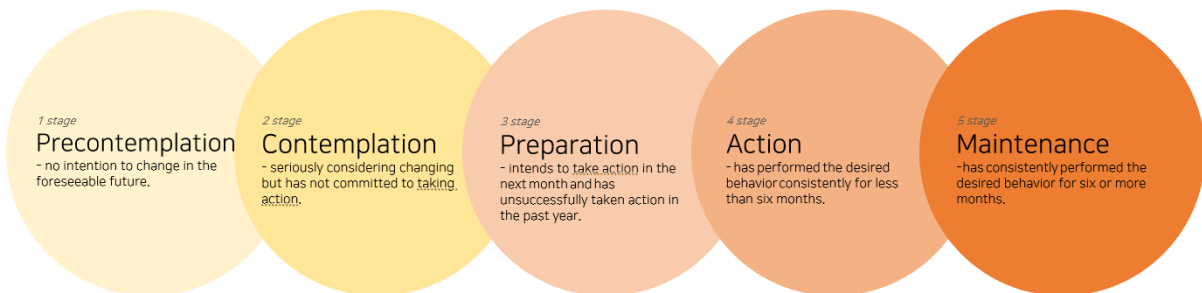 1 stage
Precontemplation
- no intention to change in the
foreseeable future.
2 stage
Contemplation
- seriously considering changing
but has not committed to taking
action.
3 stage
Preparation
- intends to take action in the
next month and has
unsuccessfully taken action in
the past year.
4 stage
Action
- has performed the desired
behavior consistently for less
than six months.
5 stage
Maintenance
-has consistently performed the
desired behavior for six or more
months.